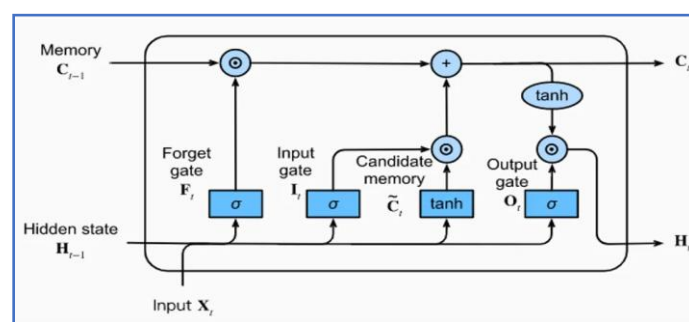 Memory
C_{t−1}
⊙
+
C_t
tanh
Forget
gate
F_t
Input
gate
I_t
Candidate
memory
C̃_t
⊙
Output
gate
O_t
⊙
σ
σ
tanh
σ
Hidden state
H_{t−1}
H_t
Input X_t